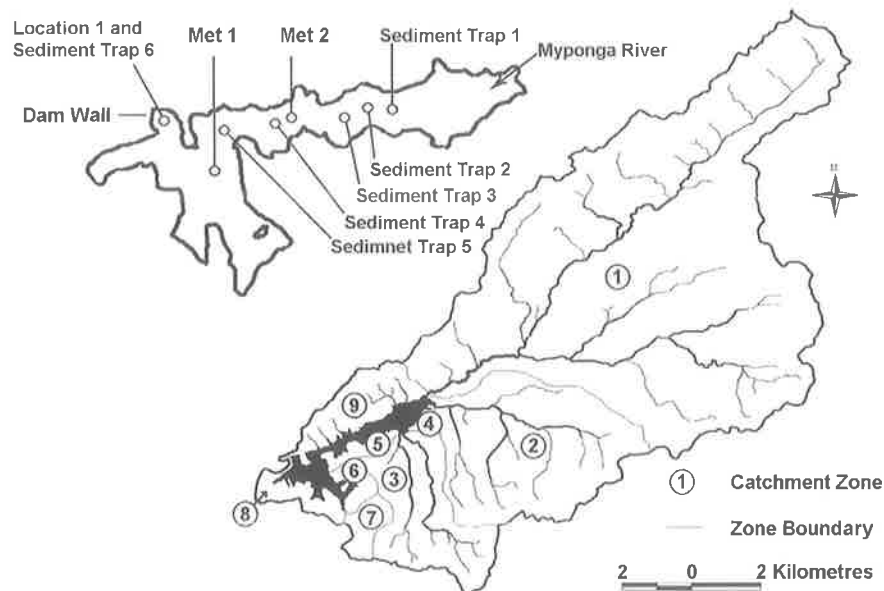 Location 1 and
Sediment Trap 6
Met 1
Met 2
Sediment Trap 1
Myponga River
Dam Wall
Sediment Trap 2
Sediment Trap 3
Sediment Trap 4
Sedimnet Trap 5
N
1
9
4
5
2
6
3
8
7
1 Catchment Zone
Zone Boundary
2 0 2 Kilometres